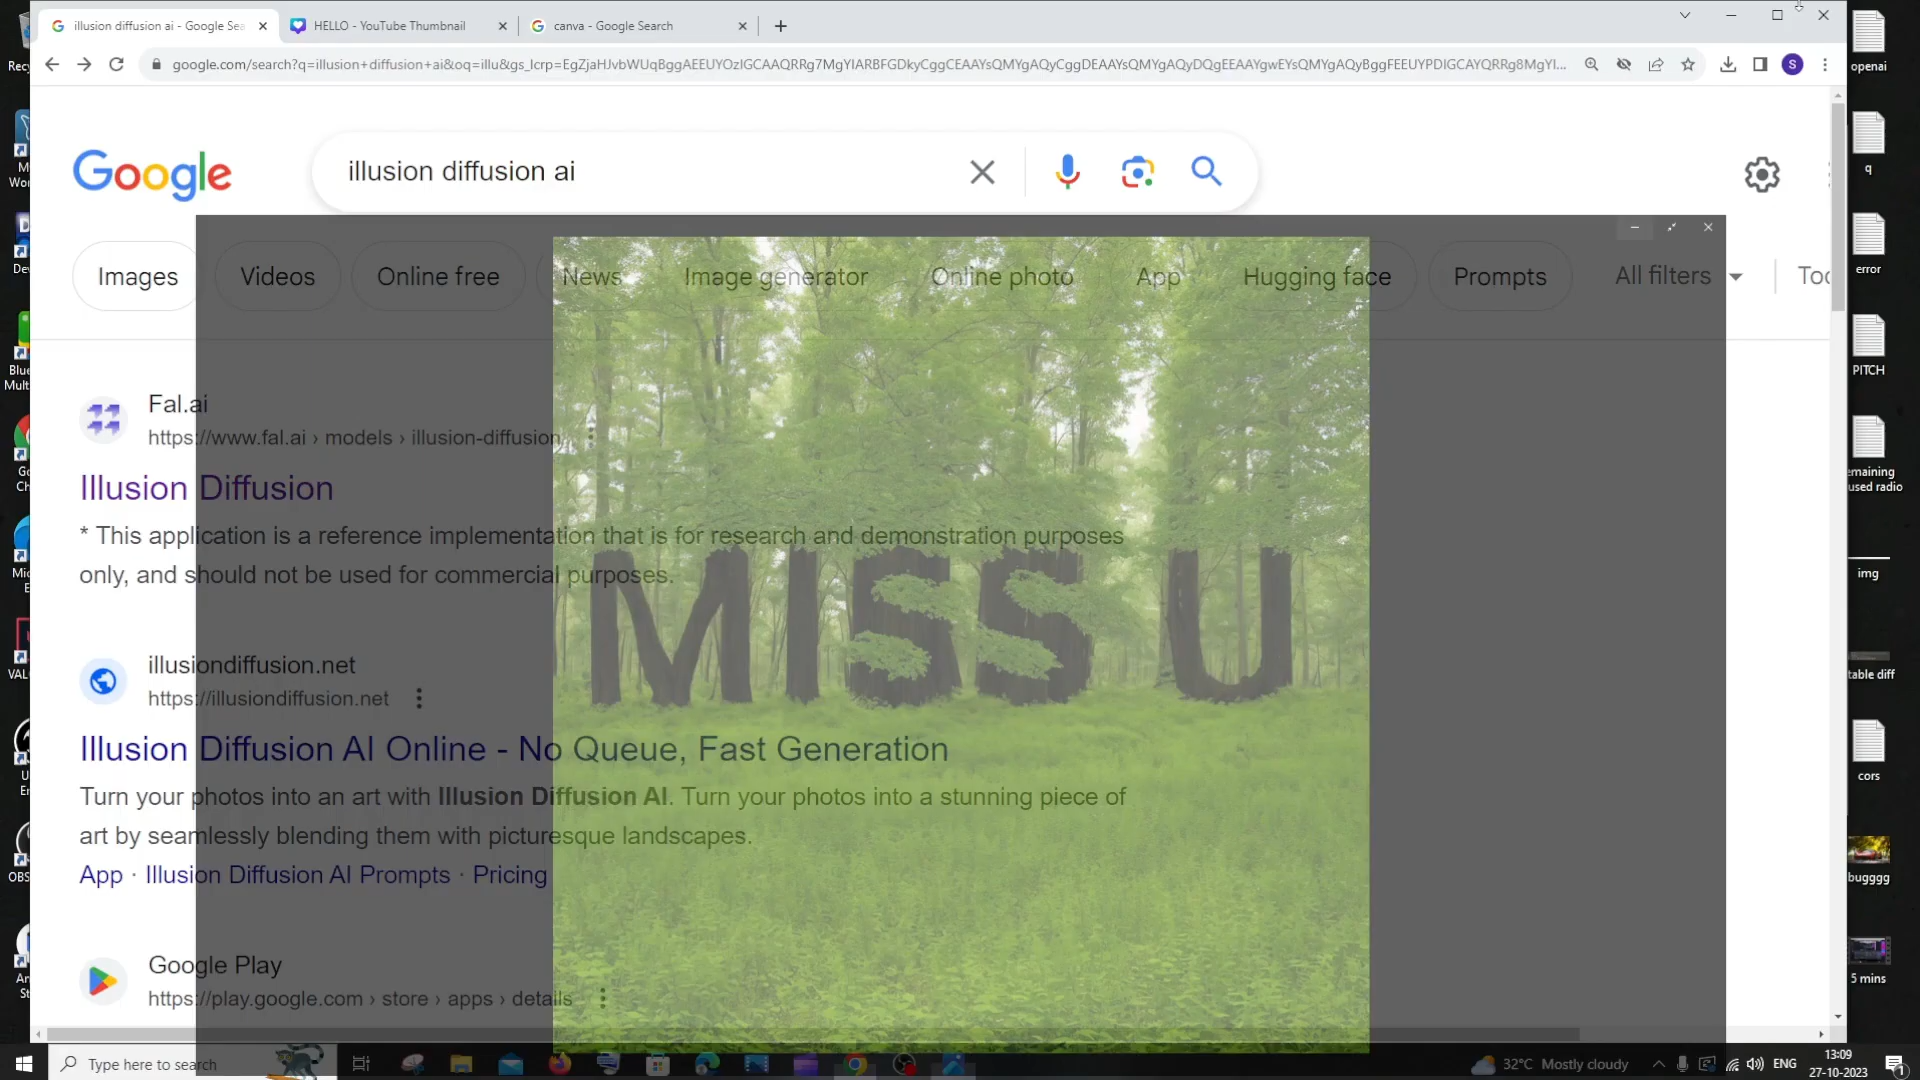 illusion diffusion ai - Google Sea
HELLO - YouTube Thumbnail
canva - Google Search
google.com/search?q=illusion+diffusion+ai&oq=illu&gs_lcrp=EgZjaHJvbWUqBggAEEUYOzIGCAAQRRg7MgYIARBFGDkyCggCEAAYsQMYgAQyCggDEAAYsQMYgAQyDQgEEAAYgwEYsQMYgAQyBggFEEUYPDIGCAYQRRg8MgYI...
S
Google
illusion diffusion ai
Images
Videos
Online free
News
Image generator
Online photo
App
Hugging face
Prompts
All filters
Fal.ai
https://www.fal.ai › models › illusion-diffusion
Illusion Diffusion
* This application is a reference implementation that is for research and demonstration purposes
only, and should not be used for commercial purposes.
MISS U
illusiondiffusion.net
https://illusiondiffusion.net
Illusion Diffusion AI Online - No Queue, Fast Generation
Turn your photos into an art with Illusion Diffusion AI. Turn your photos into a stunning piece of
art by seamlessly blending them with picturesque landscapes.
App · Illusion Diffusion AI Prompts · Pricing
Google Play
https://play.google.com › store › apps › details
openai
q
error
PITCH
emaining
used radio
img
table diff
cors
bugggg
5 mins
Type here to search
32°C Mostly cloudy
ENG
13:09
27-10-2023
1